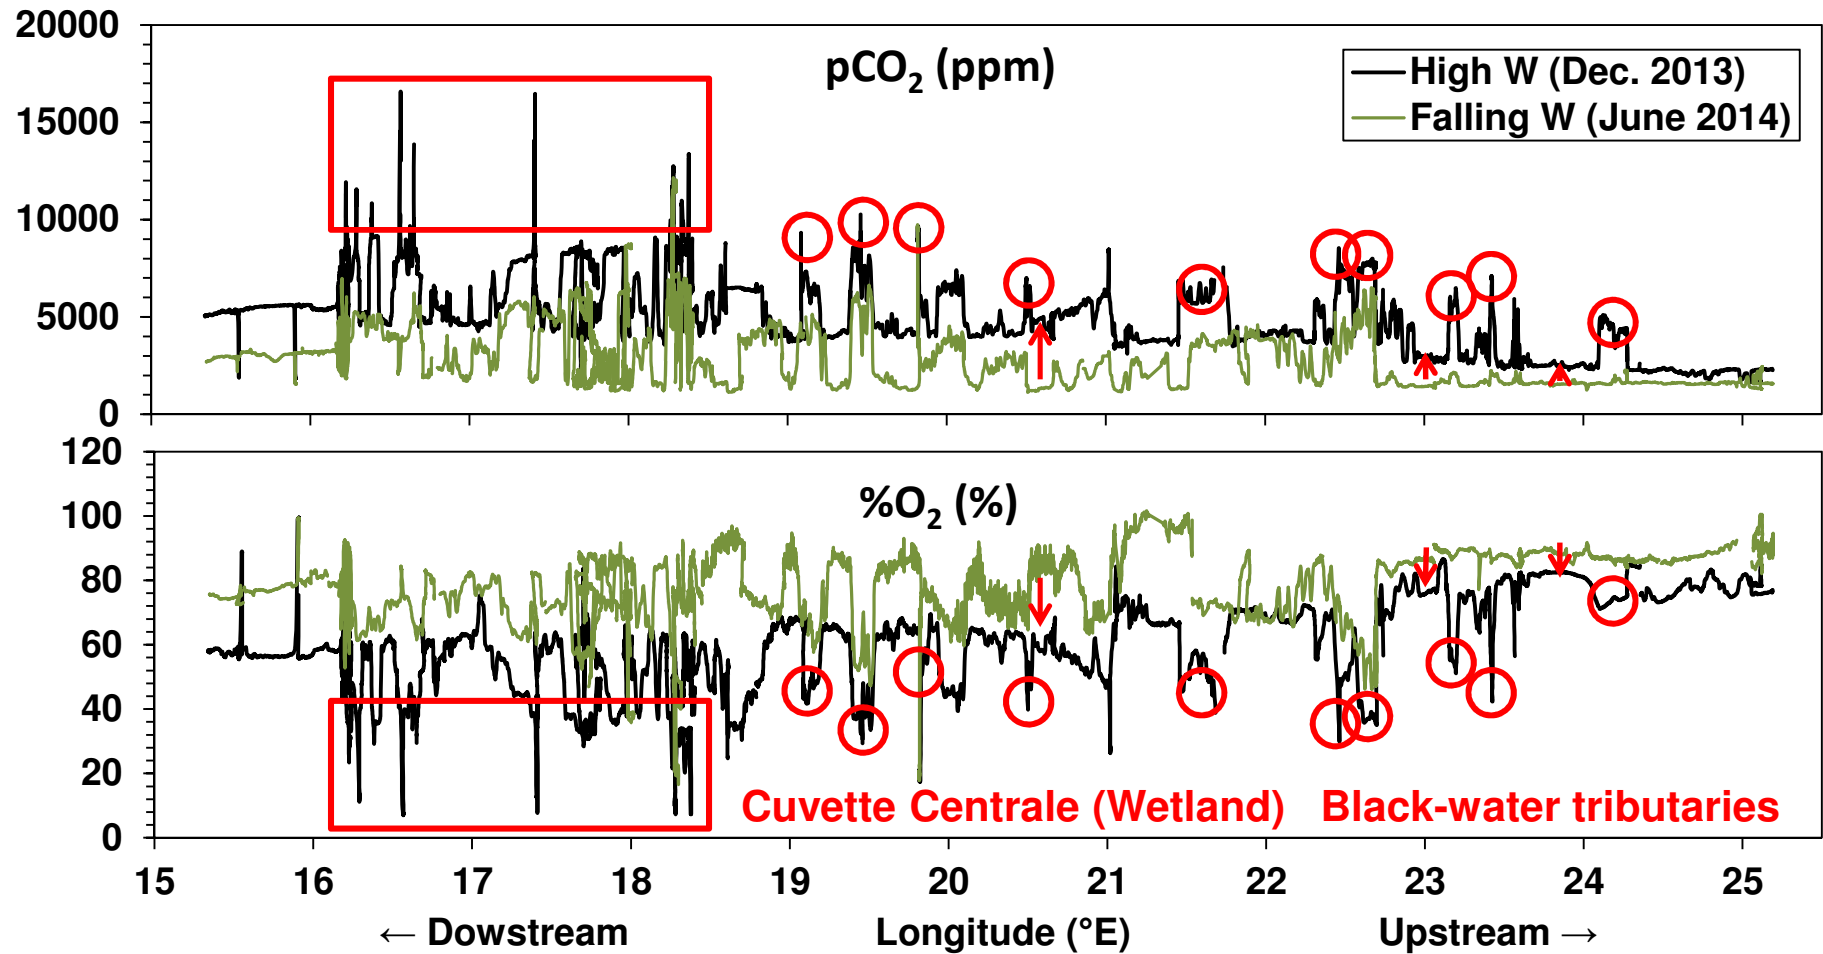 20000
15000
10000
5000
0
pCO₂ (ppm)
High W (Dec. 2013)
Falling W (June 2014)
120
100
80
60
40
20
0
%O₂ (%)
Cuvette Centrale (Wetland)
Black-water tributaries
15 16 17 18 19 20 21 22 23 24 25
← Dowstream Longitude (°E) Upstream →